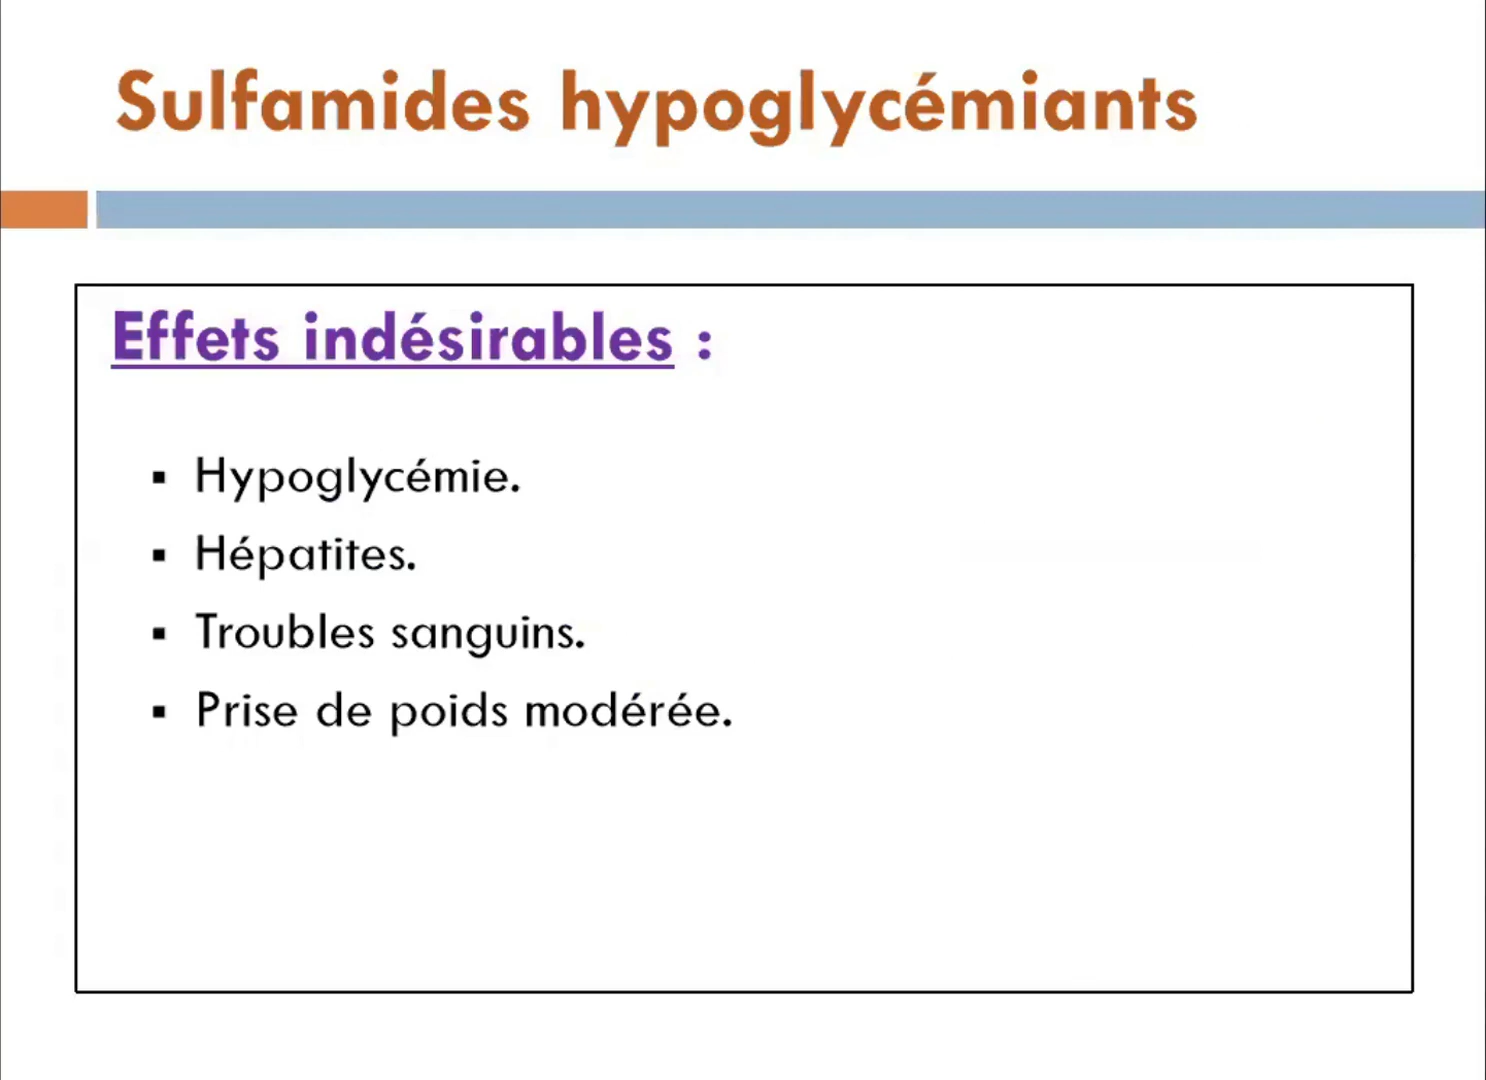 Sulfamides hypoglycémiants
Effets indésirables :
▪ Hypoglycémie.
▪ Hépatites.
▪ Troubles sanguins.
▪ Prise de poids modérée.